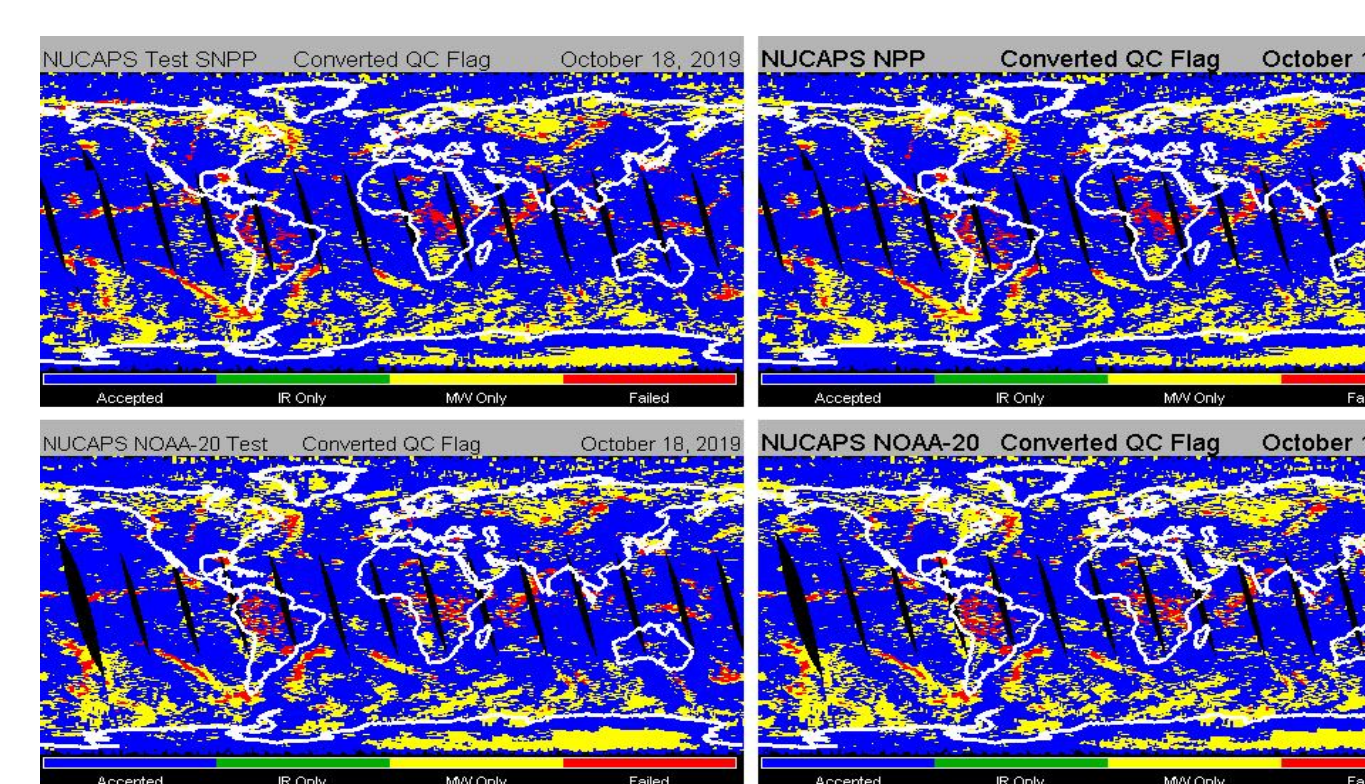 NUCAPS Test SNPP Converted QC Flag October 18, 2019
NUCAPS NPP Converted QC Flag October
Accepted IR Only MW Only Failed
Accepted IR Only MW Only
NUCAPS NOAA-20 Test Converted QC Flag October 18, 2019
NUCAPS NOAA-20 Converted QC Flag October
Accepted IR Only MW Only Failed
Accepted IR Only MW Only